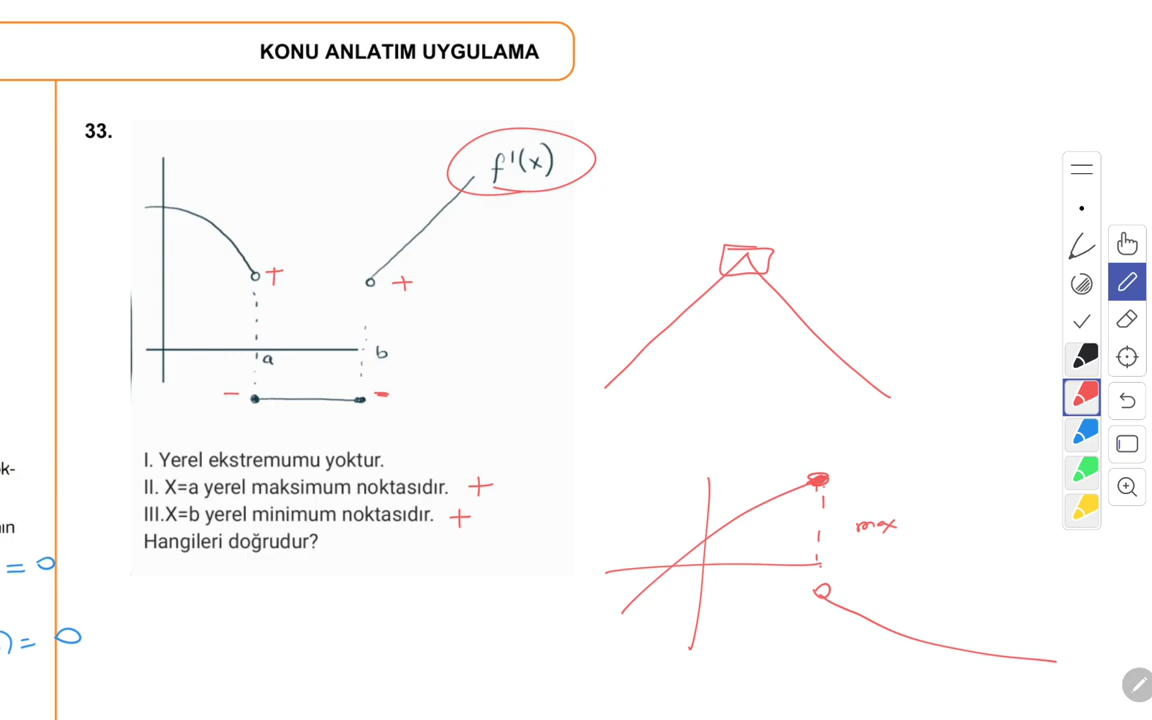 KONU ANLATIM UYGULAMA
33.
f'(x)
+
+
a
b
-
-
I. Yerel ekstremumu yoktur.
II. X=a yerel maksimum noktasıdır. +
III.X=b yerel minimum noktasıdır. +
Hangileri doğrudur?
max
k-
ın
= 0
) = 0